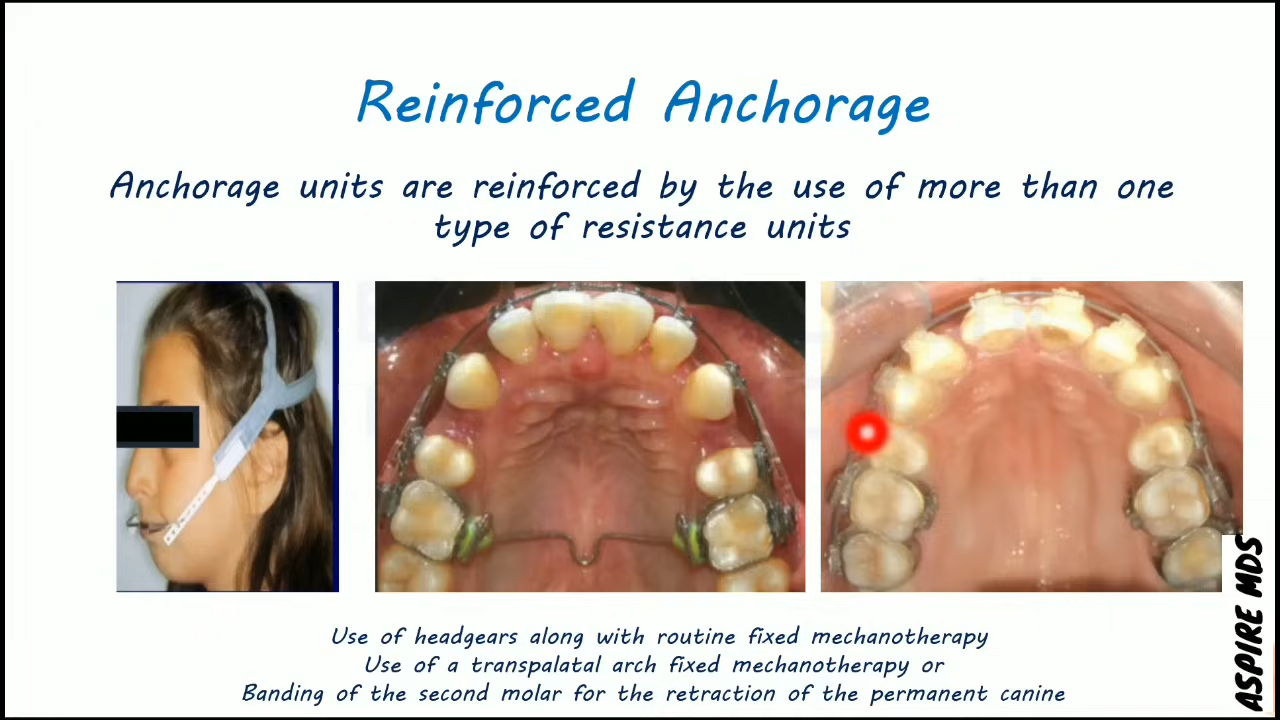 Reinforced Anchorage
Anchorage units are reinforced by the use of more than one
type of resistance units
Use of headgears along with routine fixed mechanotherapy
Use of a transpalatal arch fixed mechanotherapy or
Banding of the second molar for the retraction of the permanent canine
ASPIRE MDS